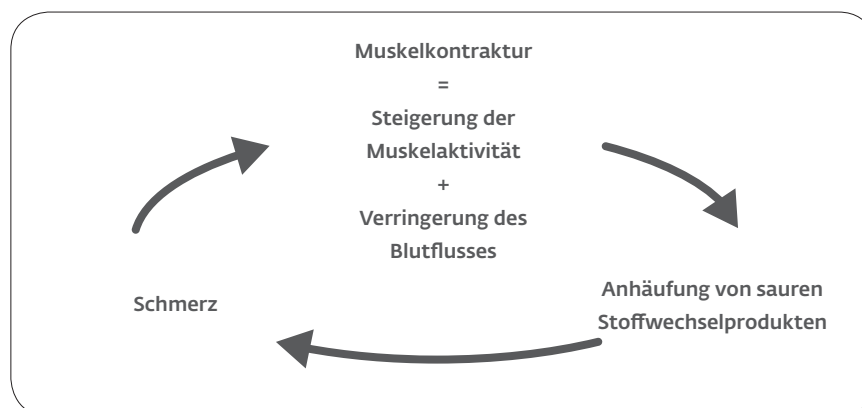 Muskelkontraktur
=
Steigerung der
Muskelaktivität
+
Verringerung des
Blutflusses
Anhäufung von sauren
Stoffwechselprodukten
Schmerz